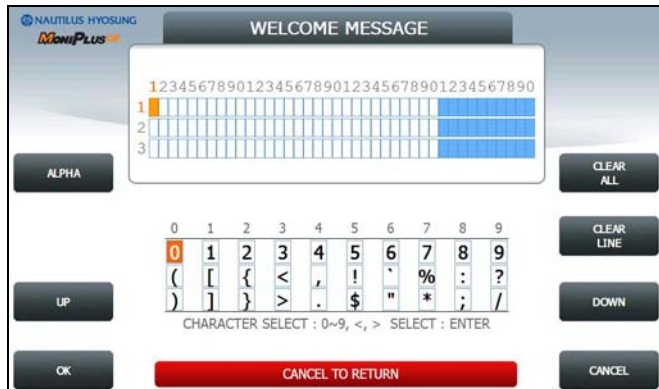 NAUTILUS HYOSUNG
MoniPlus
WELCOME MESSAGE
1234567890123456789012345678901234567890
1
2
3
ALPHA
CLEAR
ALL
0 1 2 3 4 5 6 7 8 9
0 1 2 3 4 5 6 7 8 9
( [ { < , ! ` % : ?
) ] } > . $ " * ; /
CLEAR
LINE
UP
DOWN
CHARACTER SELECT : 0~9, <, > SELECT : ENTER
OK
CANCEL TO RETURN
CANCEL